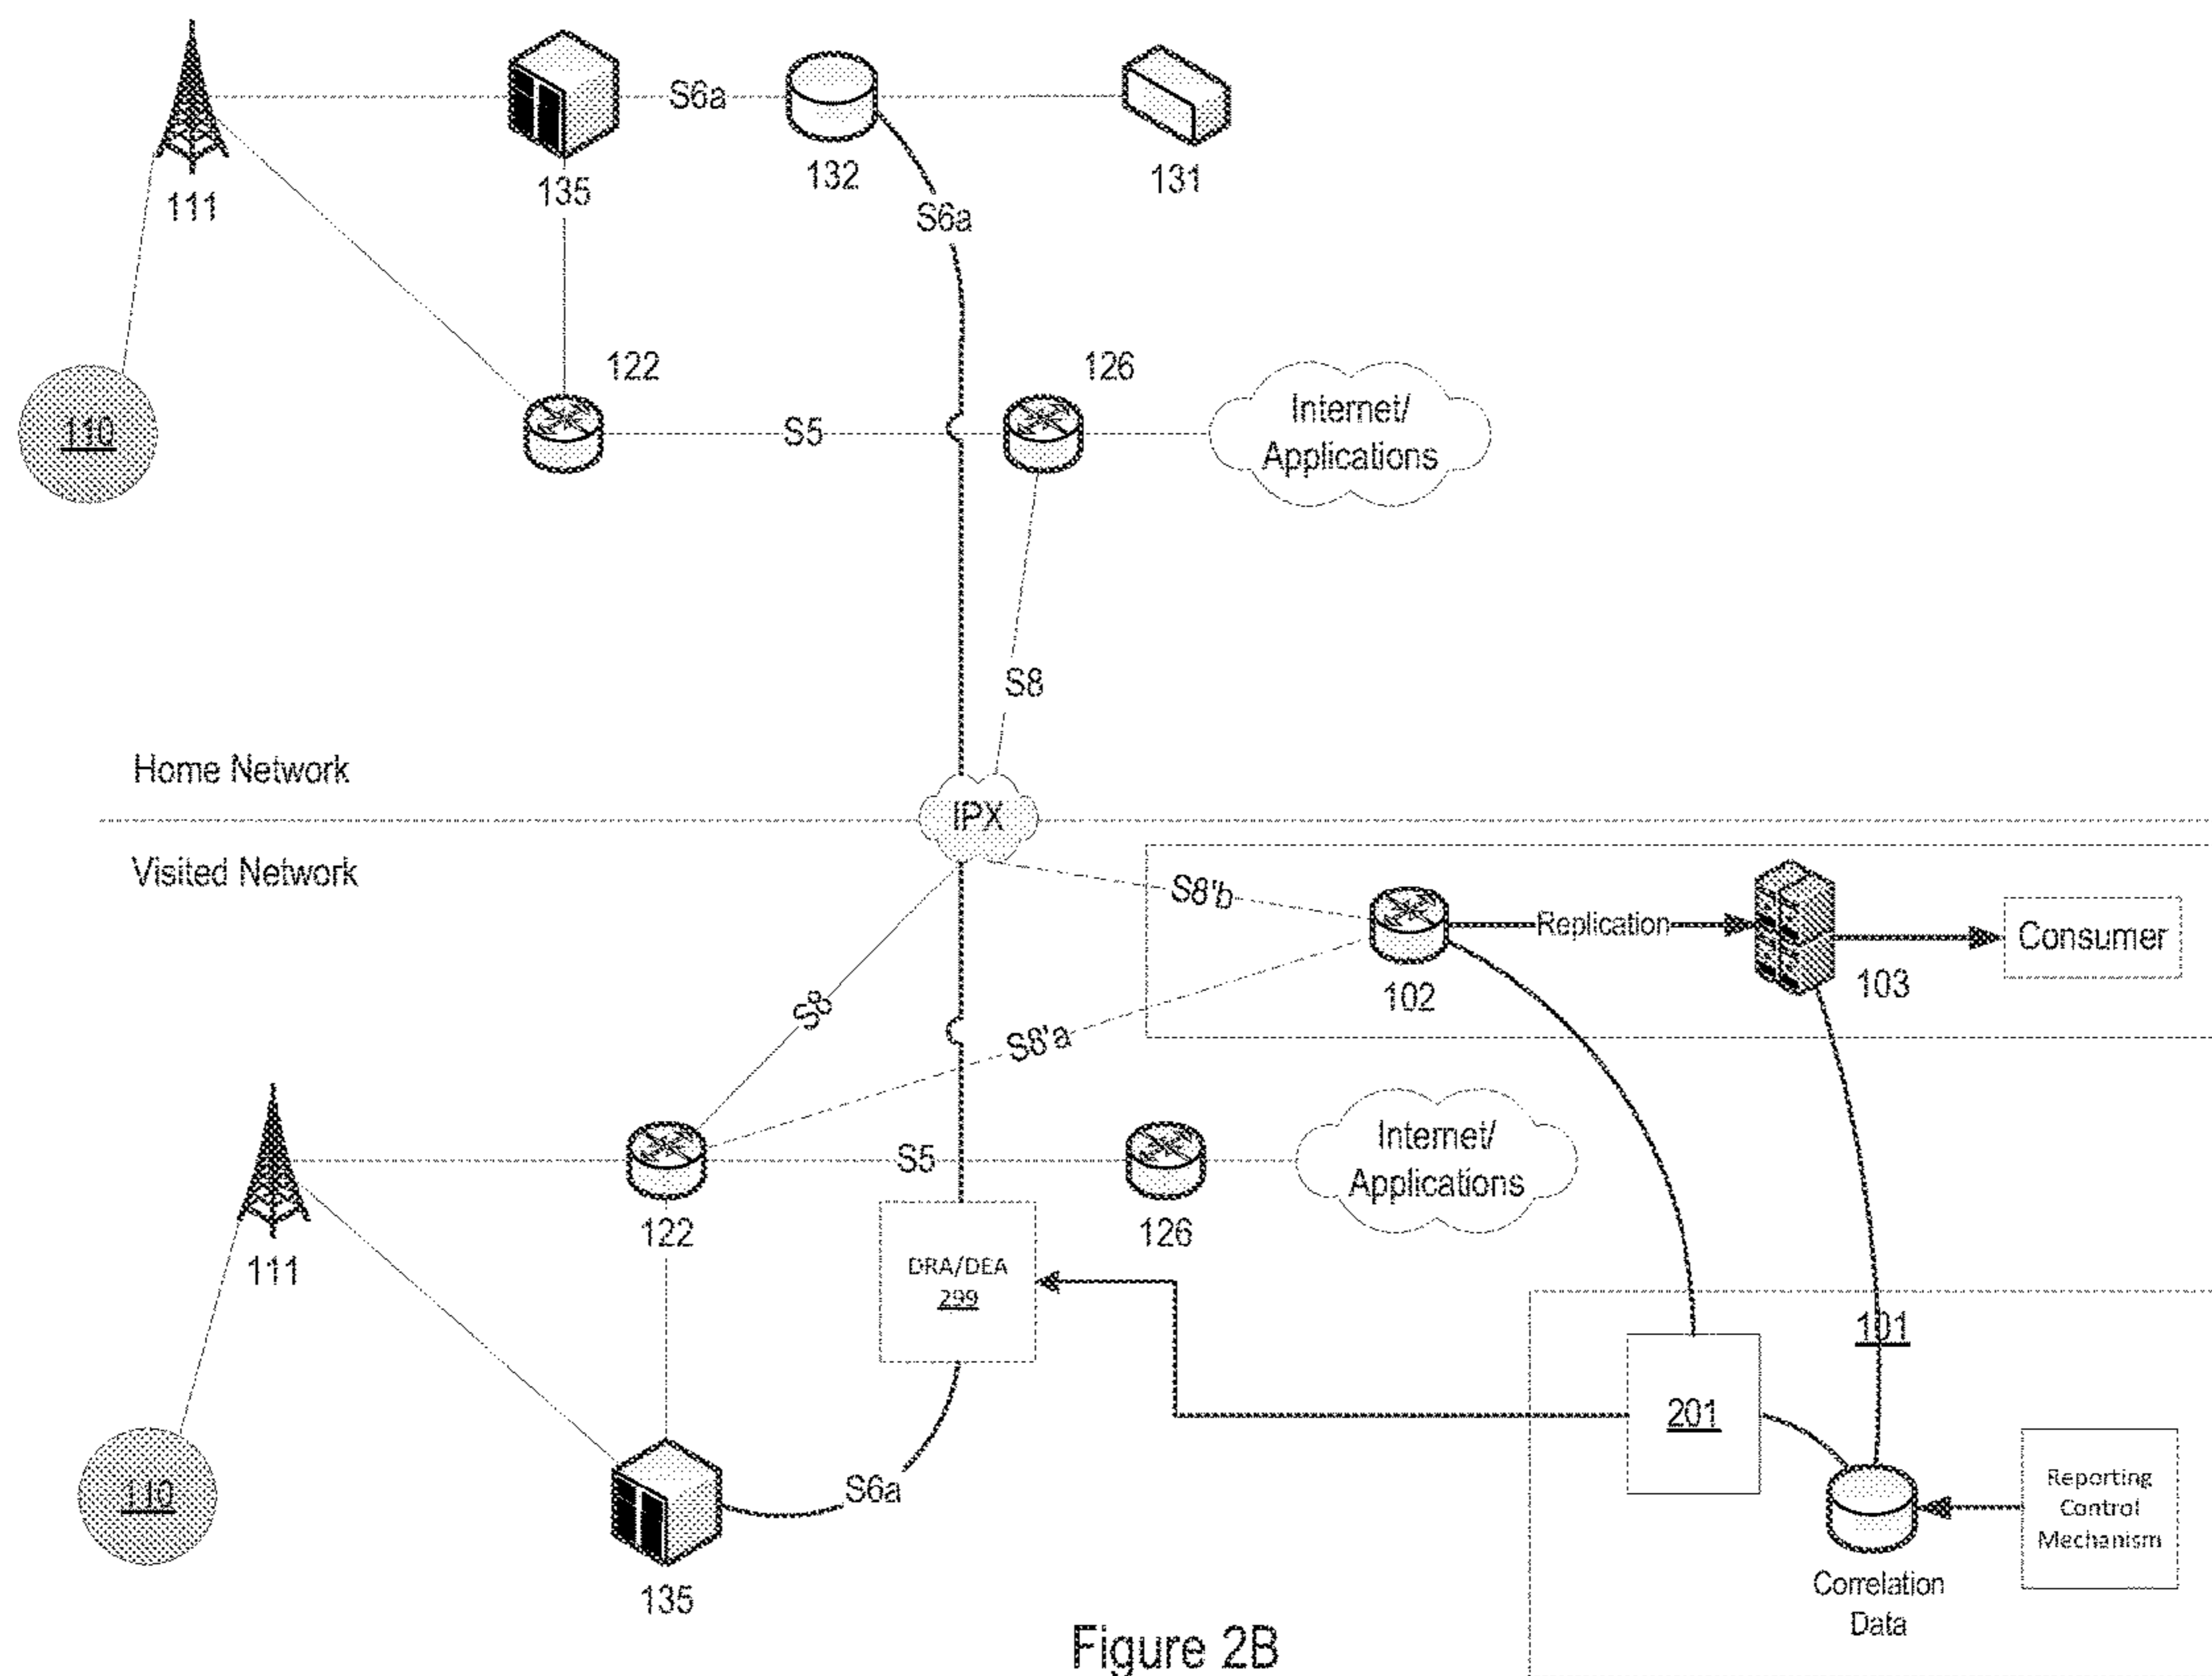 S6a
111
135
132
131
S6a
122
126
110
S5
Internet/
Applications
S8
Home Network
IPX
Visited Network
S8'b
Replication
Consumer
102
103
S8
S8'a
111
122
S5
126
Internet/
Applications
DRA/DEA
299
101
201
110
S6a
135
Reporting
Control
Mechanism
Correlation
Data
Figure 2B